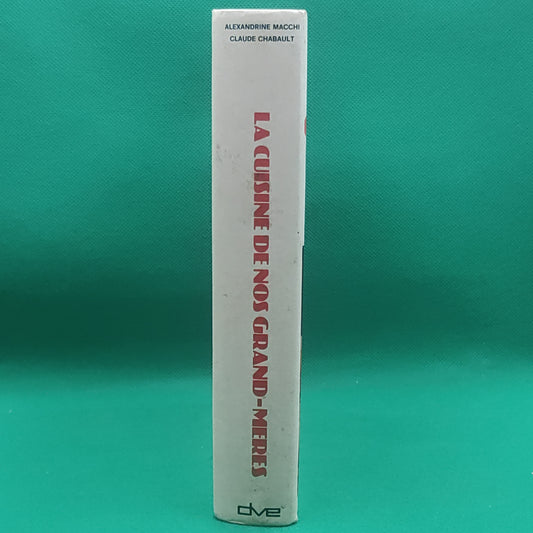 ALEXANDRINE MACCHI
CLAUDE CHABAULT
LA CUISINE DE NOS GRAND-MERES
dve